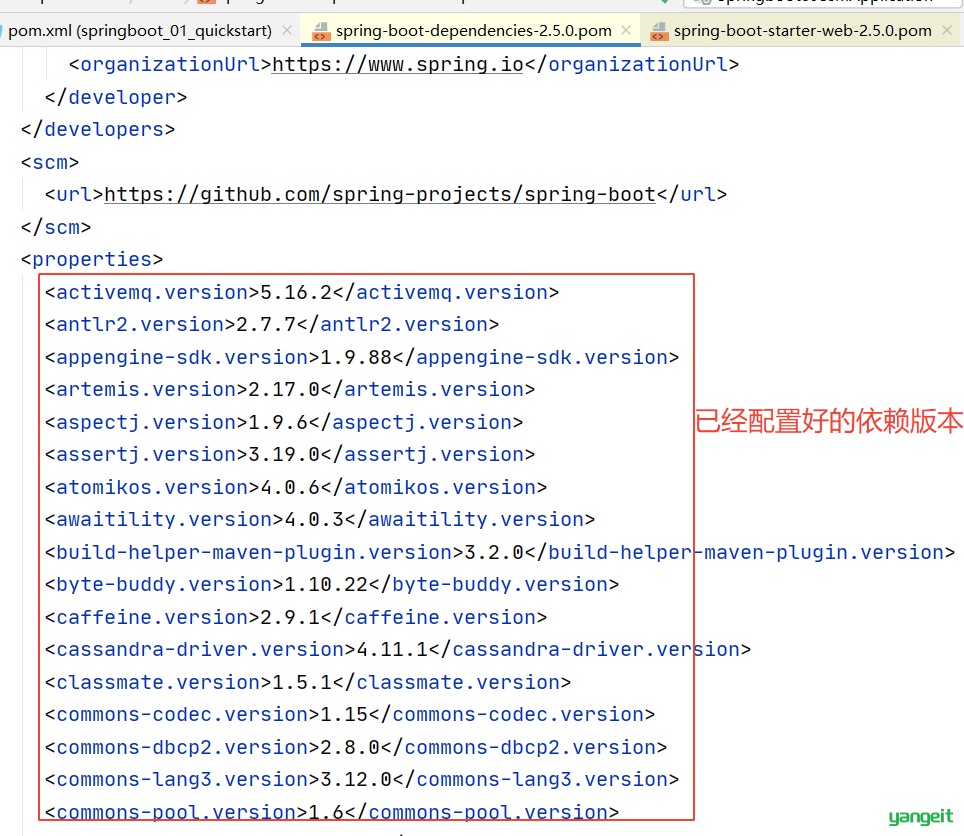 pom.xml (springboot_01_quickstart) spring-boot-dependencies-2.5.0.pom spring-boot-starter-web-2.5.0.pom
<organizationUrl>https://www.spring.io</organizationUrl>
</developer>
</developers>
<scm>
<url>https://github.com/spring-projects/spring-boot</url>
</scm>
<properties>
<activemq.version>5.16.2</activemq.version>
<antlr2.version>2.7.7</antlr2.version>
<appengine-sdk.version>1.9.88</appengine-sdk.version>
<artemis.version>2.17.0</artemis.version>
<aspectj.version>1.9.6</aspectj.version>
已经配置好的依赖版本
<assertj.version>3.19.0</assertj.version>
<atomikos.version>4.0.6</atomikos.version>
<awaitility.version>4.0.3</awaitility.version>
<build-helper-maven-plugin.version>3.2.0</build-helper-maven-plugin.version>
<byte-buddy.version>1.10.22</byte-buddy.version>
<caffeine.version>2.9.1</caffeine.version>
<cassandra-driver.version>4.11.1</cassandra-driver.version>
<classmate.version>1.5.1</classmate.version>
<commons-codec.version>1.15</commons-codec.version>
<commons-dbcp2.version>2.8.0</commons-dbcp2.version>
<commons-lang3.version>3.12.0</commons-lang3.version>
<commons-pool.version>1.6</commons-pool.version>
yangeit